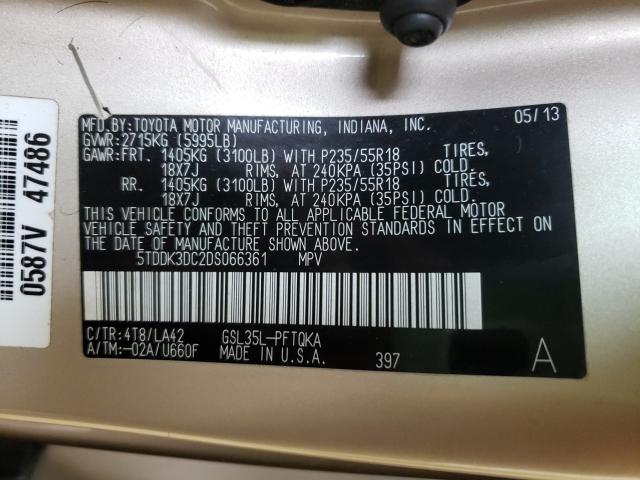 MFD.BY:TOYOTA MOTOR MANUFACTURING, INDIANA, INC. 05/13
GVWR:2715KG (5995LB)
GAWR:FRT. 1405KG (3100LB) WITH P235/55R18 TIRES,
18X7J RIMS, AT 240KPA (35PSI) COLD.
RR. 1405KG (3100LB) WITH P235/55R18 TIRES,
18X7J RIMS, AT 240KPA (35PSI) COLD.
THIS VEHICLE CONFORMS TO ALL APPLICABLE FEDERAL MOTOR
VEHICLE SAFETY AND THEFT PREVENTION STANDARDS IN EFFECT ON
THE DATE OF MANUFACTURE SHOWN ABOVE.
5TDDK3DC2DS066361 MPV
C/TR:4T8/LA42 GSL35L-PFTQKA
A/TM:-02A/U660F MADE IN U.S.A. 397 A
0587V 47486